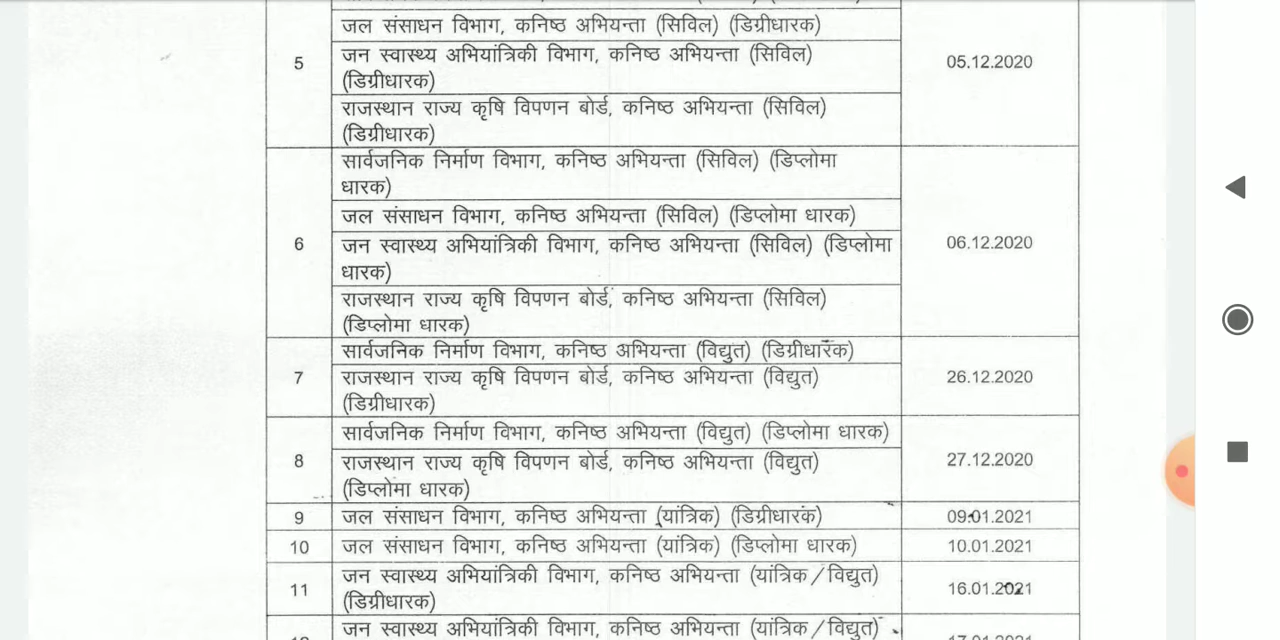 जल संसाधन विभाग, कनिष्ठ अभियन्ता (सिविल) (डिग्रीधारक)
5
जन स्वास्थ्य अभियांत्रिकी विभाग, कनिष्ठ अभियन्ता (सिविल)
(डिग्रीधारक)
05.12.2020
राजस्थान राज्य कृषि विपणन बोर्ड, कनिष्ठ अभियन्ता (सिविल)
(डिग्रीधारक)
सार्वजनिक निर्माण विभाग, कनिष्ठ अभियन्ता (सिविल) (डिप्लोमा
धारक)
जल संसाधन विभाग, कनिष्ठ अभियन्ता (सिविल) (डिप्लोमा धारक)
6
जन स्वास्थ्य अभियांत्रिकी विभाग, कनिष्ठ अभियन्ता (सिविल) (डिप्लोमा
धारक)
06.12.2020
राजस्थान राज्य कृषि विपणन बोर्ड, कनिष्ठ अभियन्ता (सिविल)
(डिप्लोमा धारक)
सार्वजनिक निर्माण विभाग, कनिष्ठ अभियन्ता (विद्युत) (डिग्रीधारक)
7
राजस्थान राज्य कृषि विपणन बोर्ड, कनिष्ठ अभियन्ता (विद्युत)
(डिग्रीधारक)
26.12.2020
सार्वजनिक निर्माण विभाग, कनिष्ठ अभियन्ता (विद्युत) (डिप्लोमा धारक)
8
राजस्थान राज्य कृषि विपणन बोर्ड, कनिष्ठ अभियन्ता (विद्युत)
(डिप्लोमा धारक)
27.12.2020
9 जल संसाधन विभाग, कनिष्ठ अभियन्ता (यांत्रिक) (डिग्रीधारक) 09.01.2021
10 जल संसाधन विभाग, कनिष्ठ अभियन्ता (यांत्रिक) (डिप्लोमा धारक) 10.01.2021
11
जन स्वास्थ्य अभियांत्रिकी विभाग, कनिष्ठ अभियन्ता (यांत्रिक/विद्युत)
(डिग्रीधारक)
16.01.2021
जन स्वास्थ्य अभियांत्रिकी विभाग, कनिष्ठ अभियन्ता (यांत्रिक/विद्युत)